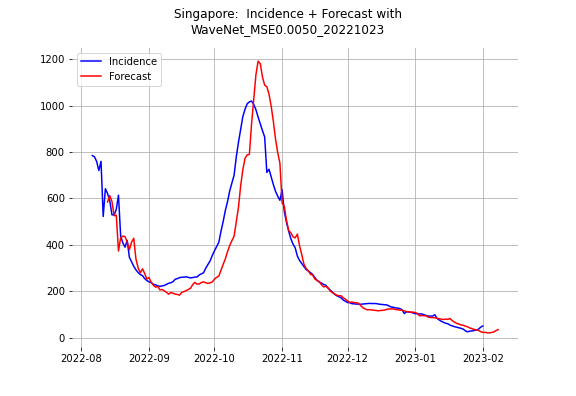 Singapore: Incidence + Forecast with
WaveNet_MSE0.0050_20221023
Incidence
Forecast
1200
1000
800
600
400
200
0
2022-08 2022-09 2022-10 2022-11 2022-12 2023-01 2023-02